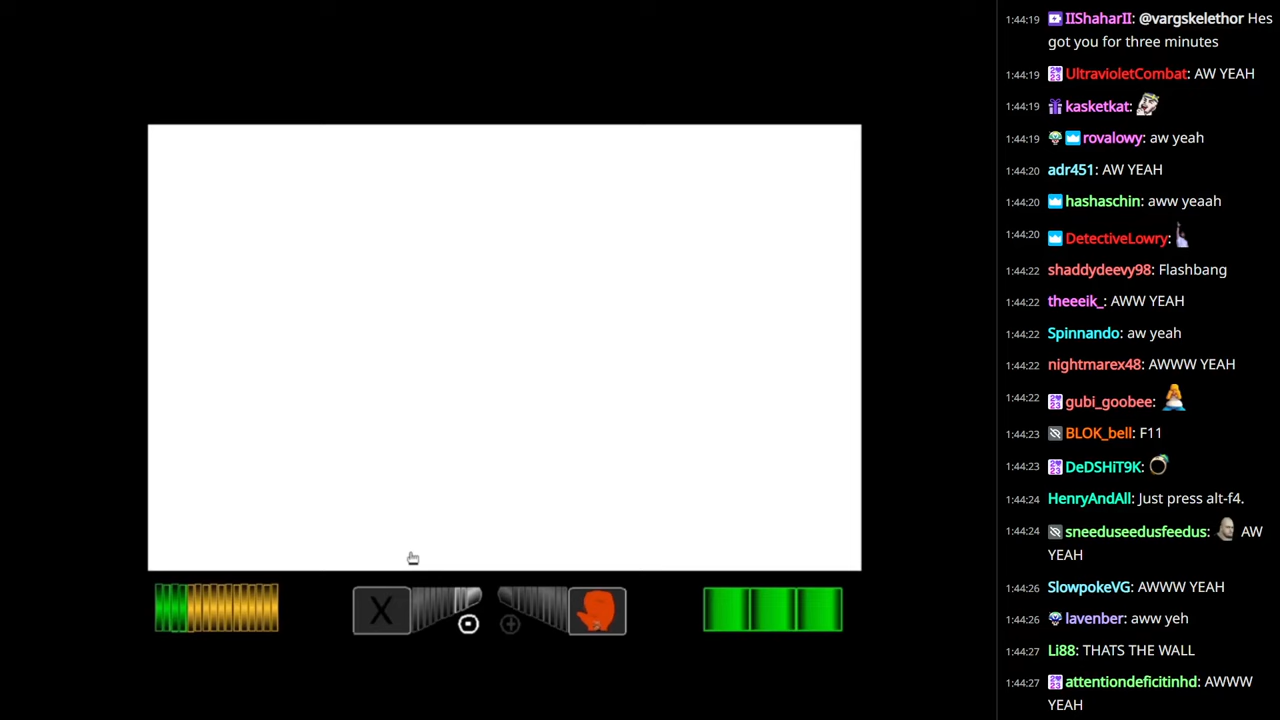 1:44:19 IIShaharII: @vargskelethor Hes
got you for three minutes
1:44:19 UltravioletCombat: AW YEAH
1:44:19 kasketkat:
1:44:19 rovalowy: aw yeah
1:44:20 adr451: AW YEAH
1:44:20 hashaschin: aww yeaah
1:44:20 DetectiveLowry:
1:44:22 shaddydeevy98: Flashbang
1:44:22 theeeik_: AWW YEAH
1:44:22 Spinnando: aw yeah
1:44:22 nightmarex48: AWWW YEAH
1:44:22 gubi_goobee:
1:44:23 BLOK_bell: F11
1:44:23 DeDSHiT9K:
1:44:24 HenryAndAll: Just press alt-f4.
1:44:24 sneeduseedusfeedus: AW
YEAH
1:44:26 SlowpokeVG: AWWW YEAH
1:44:26 lavenber: aww yeh
1:44:27 Li88: THATS THE WALL
1:44:27 attentiondeficitinhd: AWWW
YEAH
X